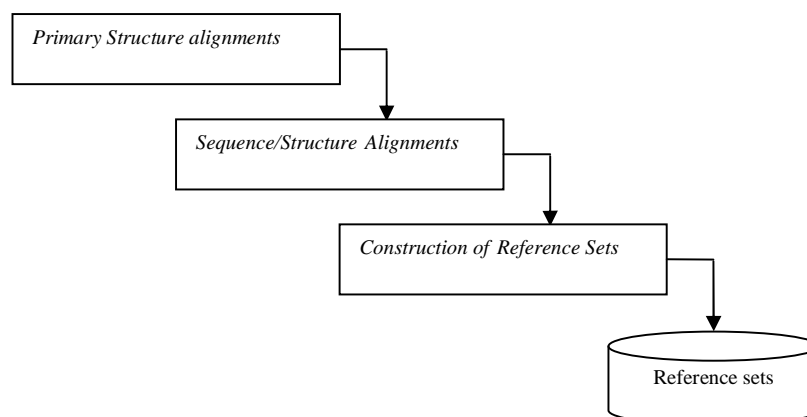 Primary Structure alignments
Sequence/Structure Alignments
Construction of Reference Sets
Reference sets